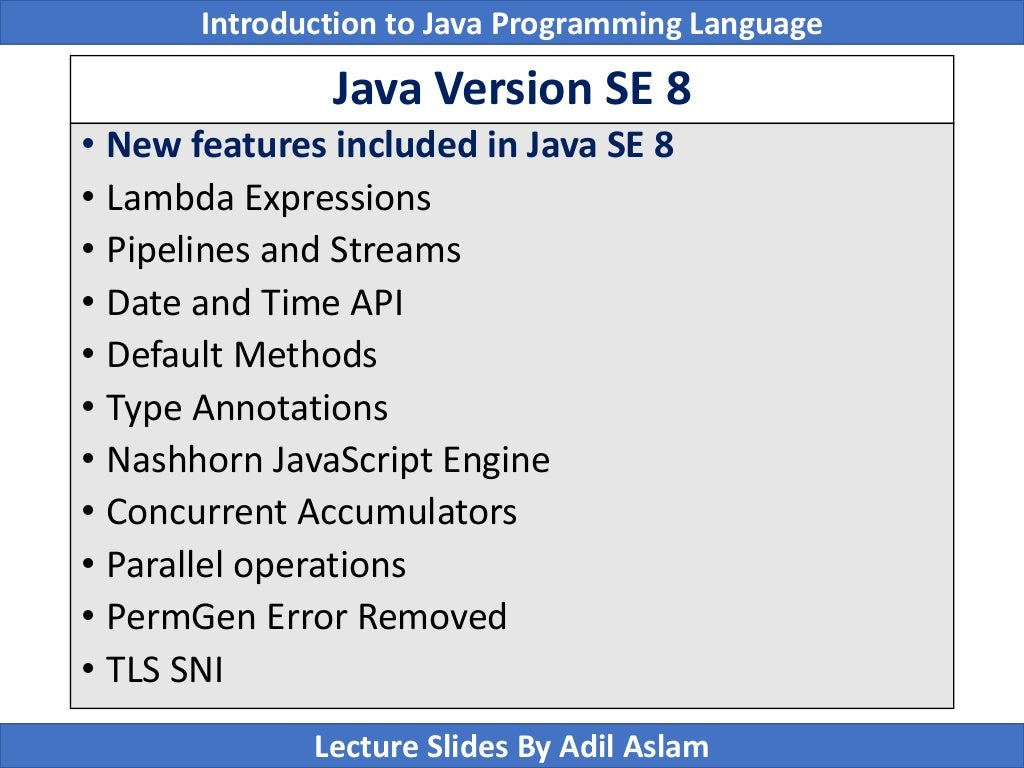 Introduction to Java Programming Language
Java Version SE 8
• New features included in Java SE 8
• Lambda Expressions
• Pipelines and Streams
• Date and Time API
• Default Methods
• Type Annotations
• Nashhorn JavaScript Engine
• Concurrent Accumulators
• Parallel operations
• PermGen Error Removed
• TLS SNI
Lecture Slides By Adil Aslam